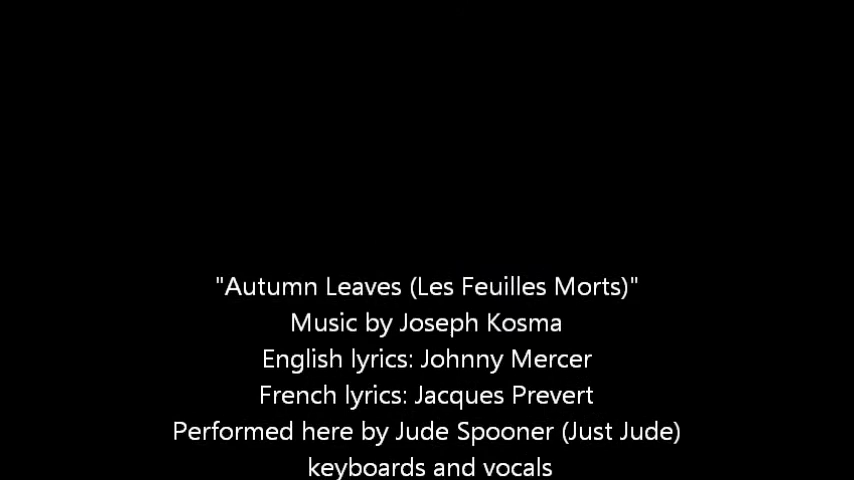 "Autumn Leaves (Les Feuilles Morts)"
Music by Joseph Kosma
English lyrics: Johnny Mercer
French lyrics: Jacques Prevert
Performed here by Jude Spooner (Just Jude)
keyboards and vocals